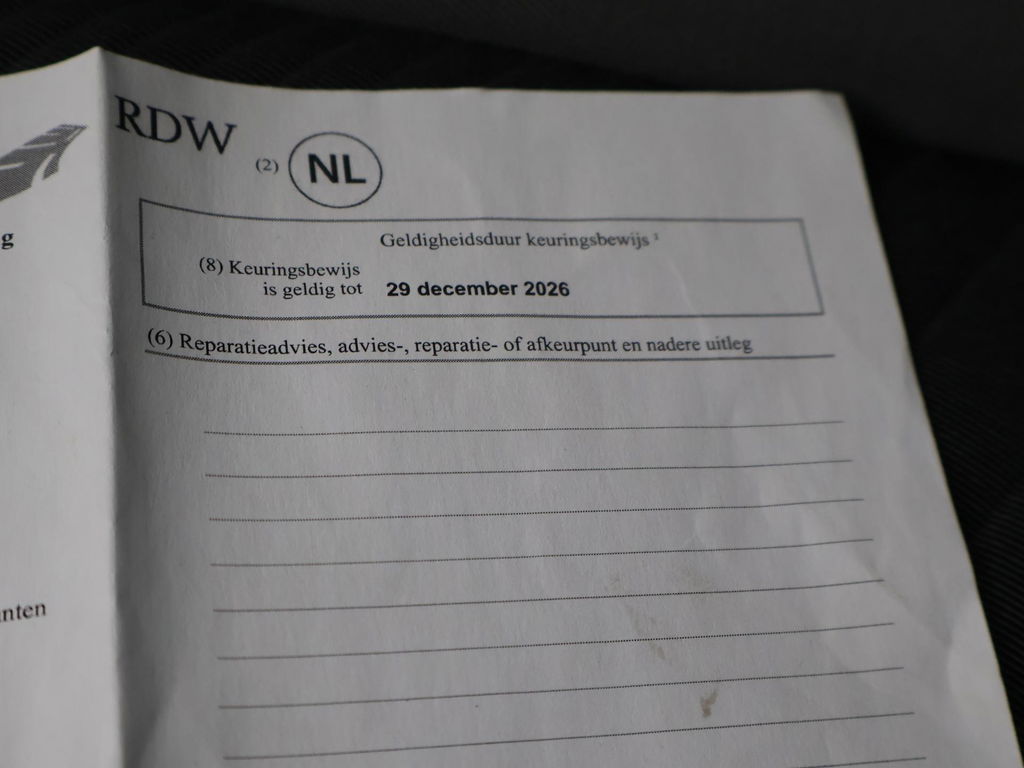 RDW
(2) NL
g
Geldigheidsduur keuringsbewijs
(8) Keuringsbewijs
is geldig tot 29 december 2026
(6) Reparatieadvies, advies-, reparatie- of afkeurpunt en nadere uitleg
nten